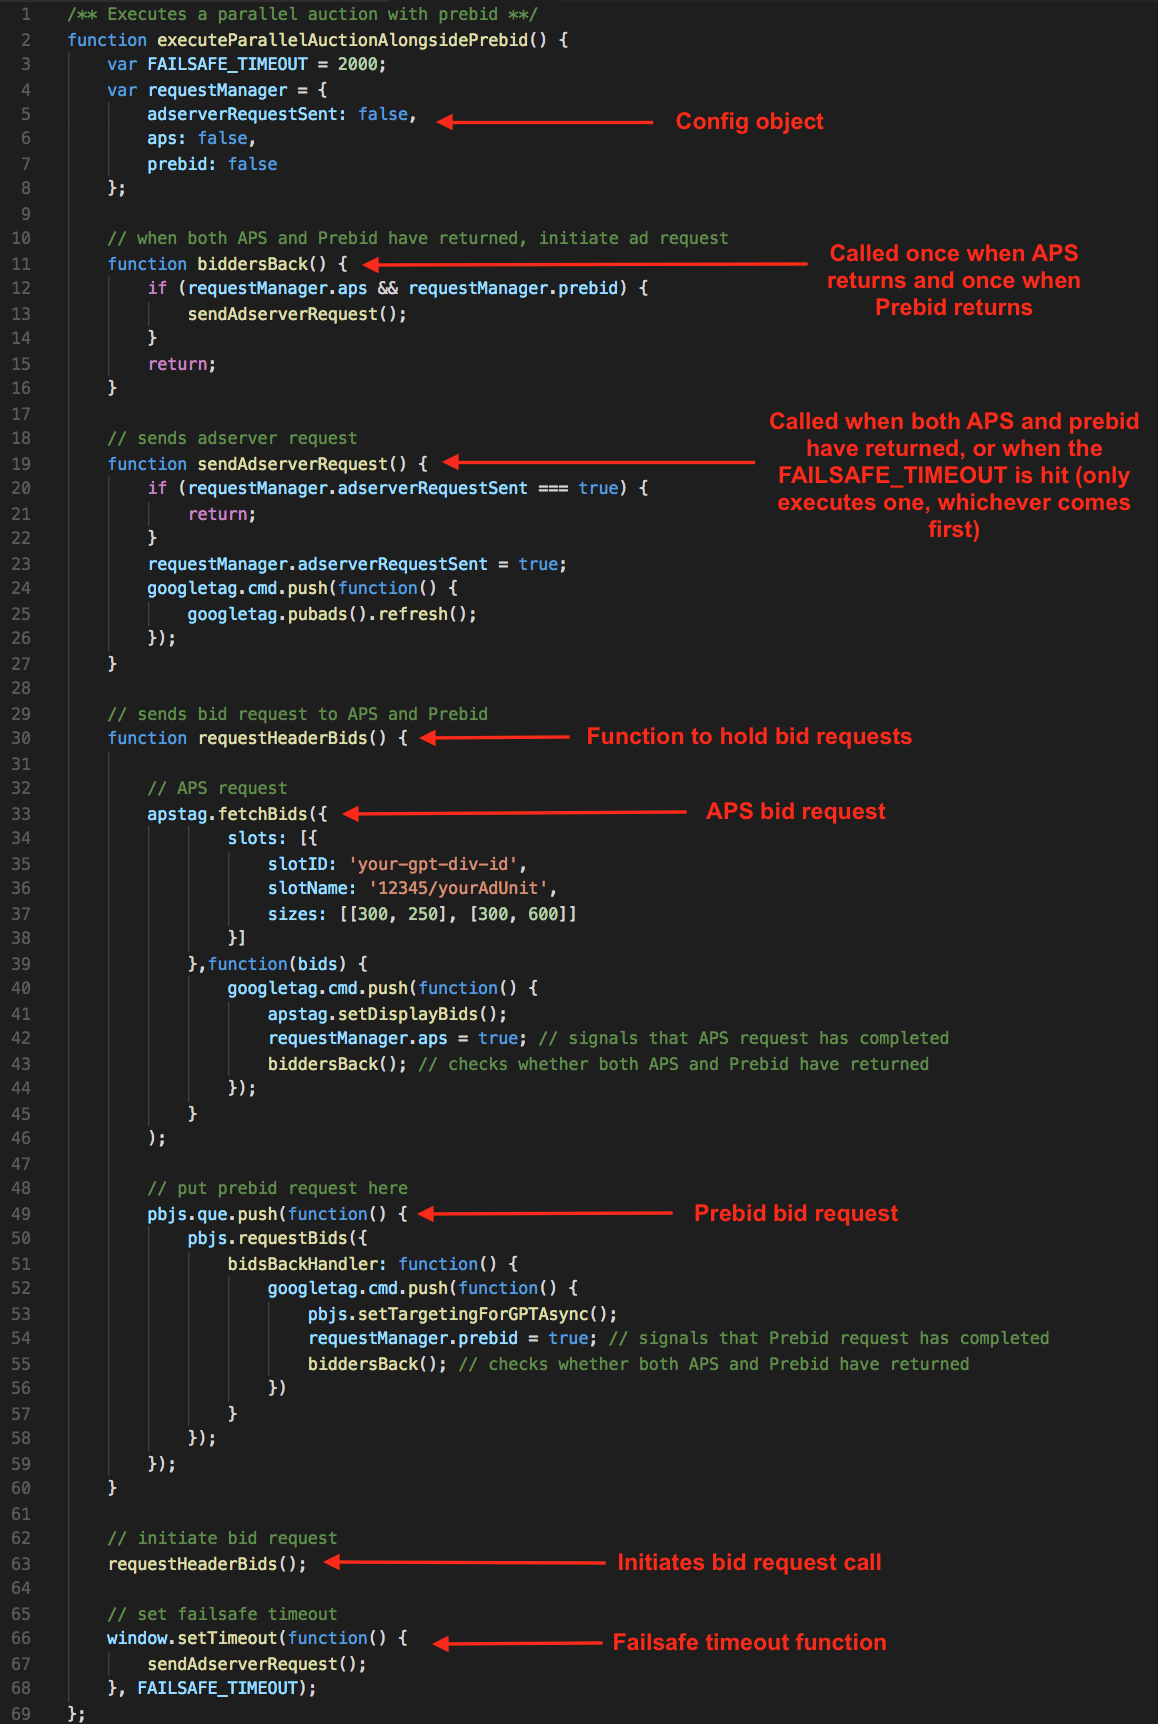 1 /** Executes a parallel auction with prebid **/
2 function executeParallelAuctionAlongsidePrebid() {
3     var FAILSAFE_TIMEOUT = 2000;
4     var requestManager = {
5         adserverRequestSent: false,
Config object
6         aps: false,
7         prebid: false
8     };
9
10     // when both APS and Prebid have returned, initiate ad request
11     function biddersBack() {
Called once when APS
returns and once when
Prebid returns
12         if (requestManager.aps && requestManager.prebid) {
13             sendAdserverRequest();
14         }
15         return;
16     }
17
18     // sends adserver request
19     function sendAdserverRequest() {
Called when both APS and prebid
have returned, or when the
FAILSAFE_TIMEOUT is hit (only
executes one, whichever comes
first)
20         if (requestManager.adserverRequestSent === true) {
21             return;
22         }
23         requestManager.adserverRequestSent = true;
24         googletag.cmd.push(function() {
25             googletag.pubads().refresh();
26         });
27     }
28
29     // sends bid request to APS and Prebid
30     function requestHeaderBids() {
Function to hold bid requests
31
32         // APS request
33         apstag.fetchBids({
APS bid request
34                 slots: [{
35                     slotID: 'your-gpt-div-id',
36                     slotName: '12345/yourAdUnit',
37                     sizes: [[300, 250], [300, 600]]
38                 }]
39             },function(bids) {
40                 googletag.cmd.push(function() {
41                     apstag.setDisplayBids();
42                     requestManager.aps = true; // signals that APS request has completed
43                     biddersBack(); // checks whether both APS and Prebid have returned
44                 });
45             }
46         );
47
48         // put prebid request here
49         pbjs.que.push(function() {
Prebid bid request
50             pbjs.requestBids({
51                 bidsBackHandler: function() {
52                     googletag.cmd.push(function() {
53                         pbjs.setTargetingForGPTAsync();
54                         requestManager.prebid = true; // signals that Prebid request has completed
55                         biddersBack(); // checks whether both APS and Prebid have returned
56                     })
57                 }
58             });
59         });
60     }
61
62     // initiate bid request
63     requestHeaderBids();
Initiates bid request call
64
65     // set failsafe timeout
66     window.setTimeout(function() {
Failsafe timeout function
67         sendAdserverRequest();
68     }, FAILSAFE_TIMEOUT);
69 };